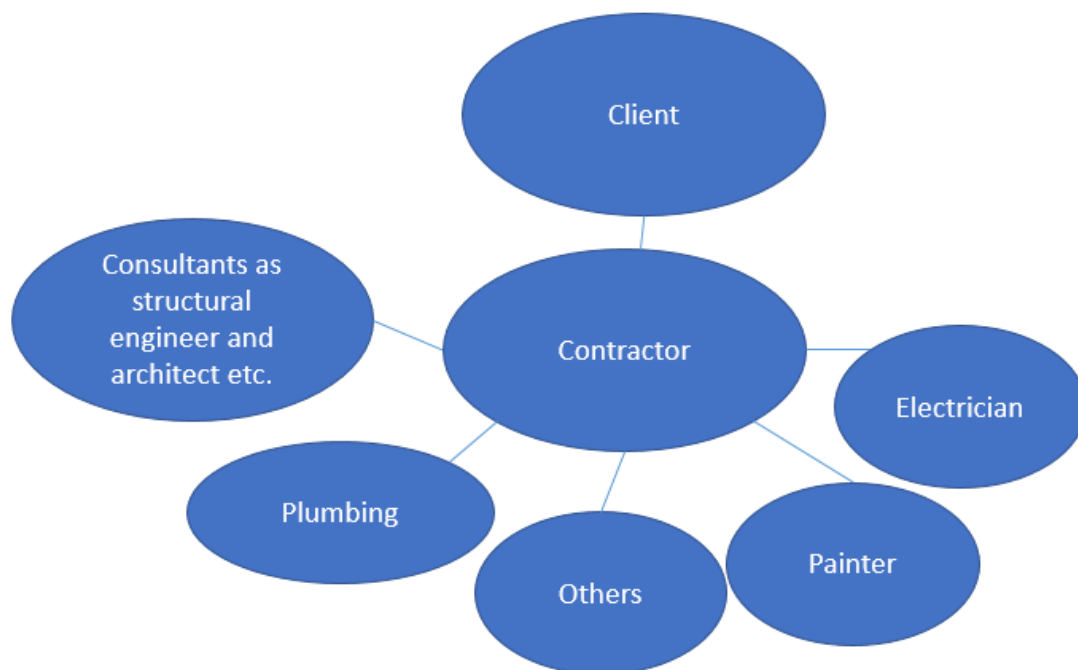 Client
Consultants as
structural
engineer and
architect etc.
Contractor
Electrician
Plumbing
Painter
Others